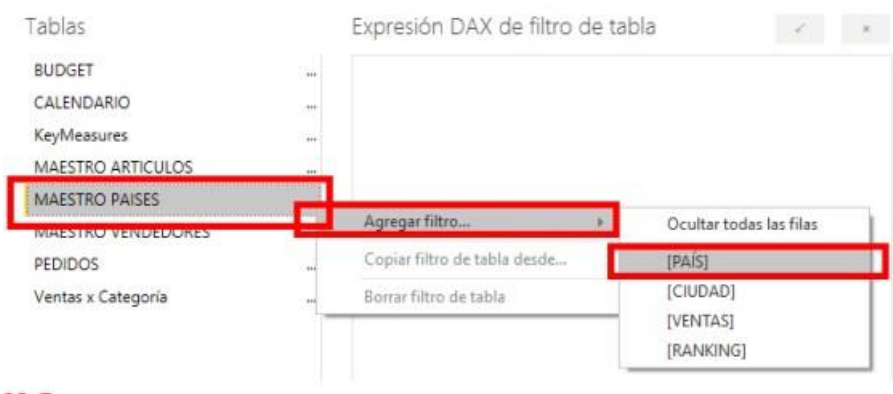 Tablas
Expresión DAX de filtro de tabla
BUDGET ...
CALENDARIO ...
KeyMeasures ...
MAESTRO ARTICULOS ...
MAESTRO PAISES
MAESTRO VENDEDORES
PEDIDOS ...
Ventas x Categoría ...
Agregar filtro...
Copiar filtro de tabla desde...
Borrar filtro de tabla
Ocultar todas las filas
[PAÍS]
[CIUDAD]
[VENTAS]
[RANKING]